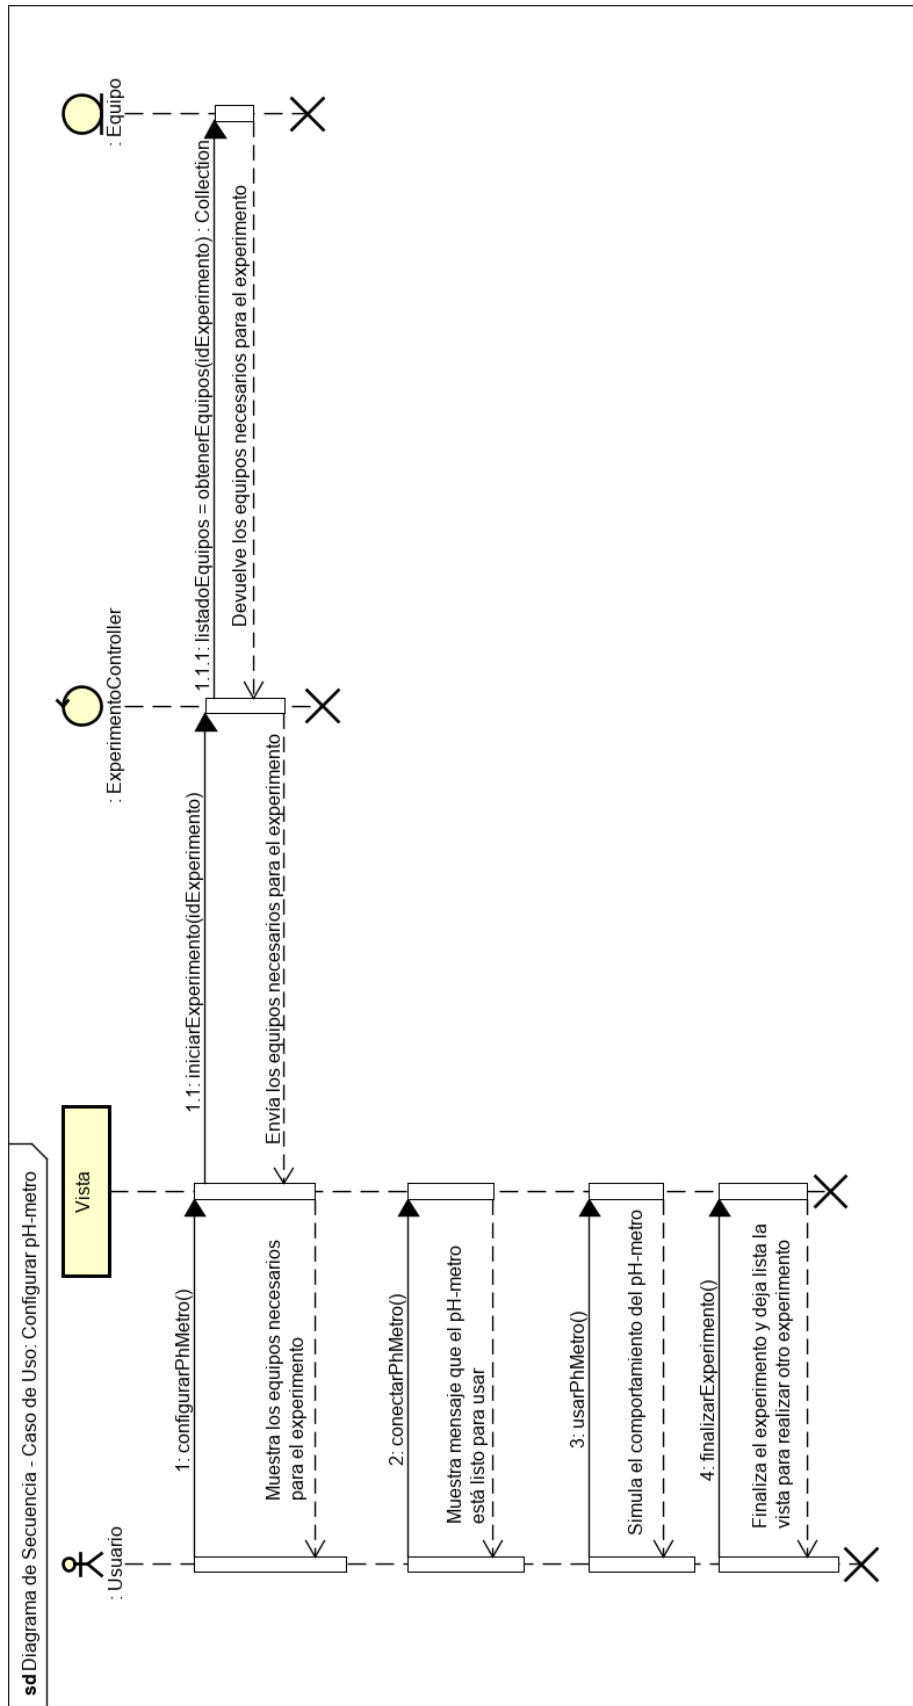 sd Diagrama de Secuencia - Caso de Uso: Configurar pH-metro
: Usuario
Vista
: ExperimentoController
: Equipo
1: configurarPhMetro()
1.1: iniciarExperimento(idExperimento)
1.1.1: listadoEquipos = obtenerEquipos(idExperimento) : Collection
Devuelve los equipos necesarios para el experimento
Envía los equipos necesarios para el experimento
Muestra los equipos necesarios
para el experimento
2: conectarPhMetro()
Muestra mensaje que el pH-metro
está listo para usar
3: usarPhMetro()
Simula el comportamiento del pH-metro
4: finalizarExperimento()
Finaliza el experimento y deja lista la
vista para realizar otro experimento